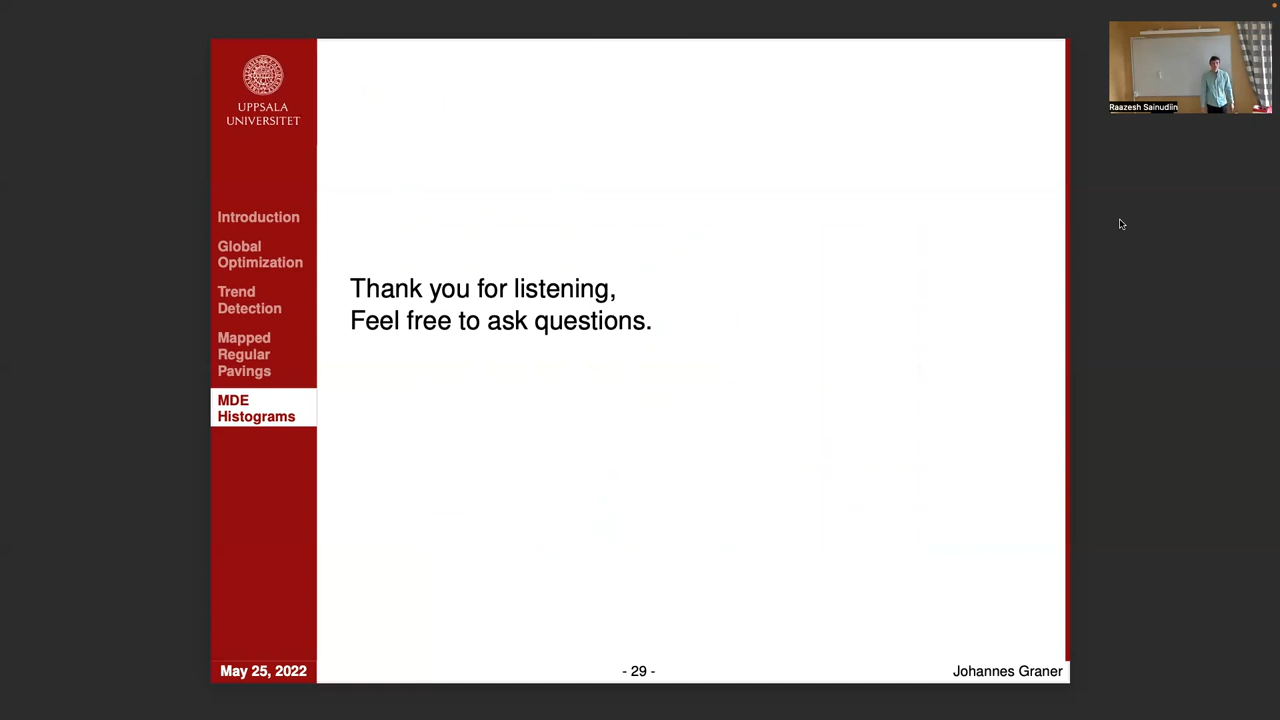 UPPSALA
UNIVERSITET
Introduction
Global
Optimization
Trend
Detection
Mapped
Regular
Pavings
MDE
Histograms
Thank you for listening,
Feel free to ask questions.
May 25, 2022
- 29 -
Johannes Graner
Raazesh Sainudiin